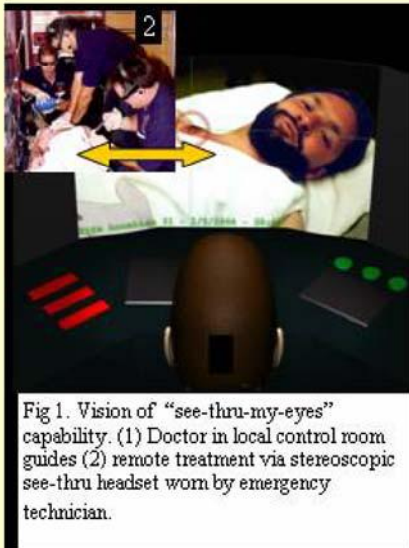 2
Fig 1. Vision of “see-thru-my-eyes”
capability. (1) Doctor in local control room
guides (2) remote treatment via stereoscopic
see-thru headset worn by emergency
technician.